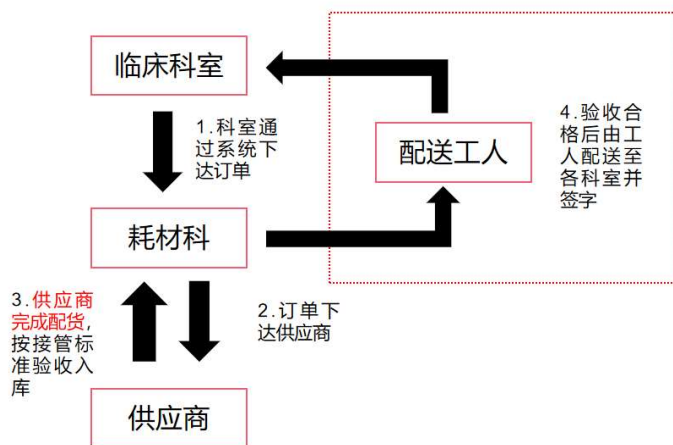 临床科室
1.科室通
过系统下
达订单
配送工人
4.验收合
格后由工
人配送至
各科室并
签字
耗材科
3.供应商
完成配货,
按接管标
准验收入
库
2.订单下
达供应商
供应商